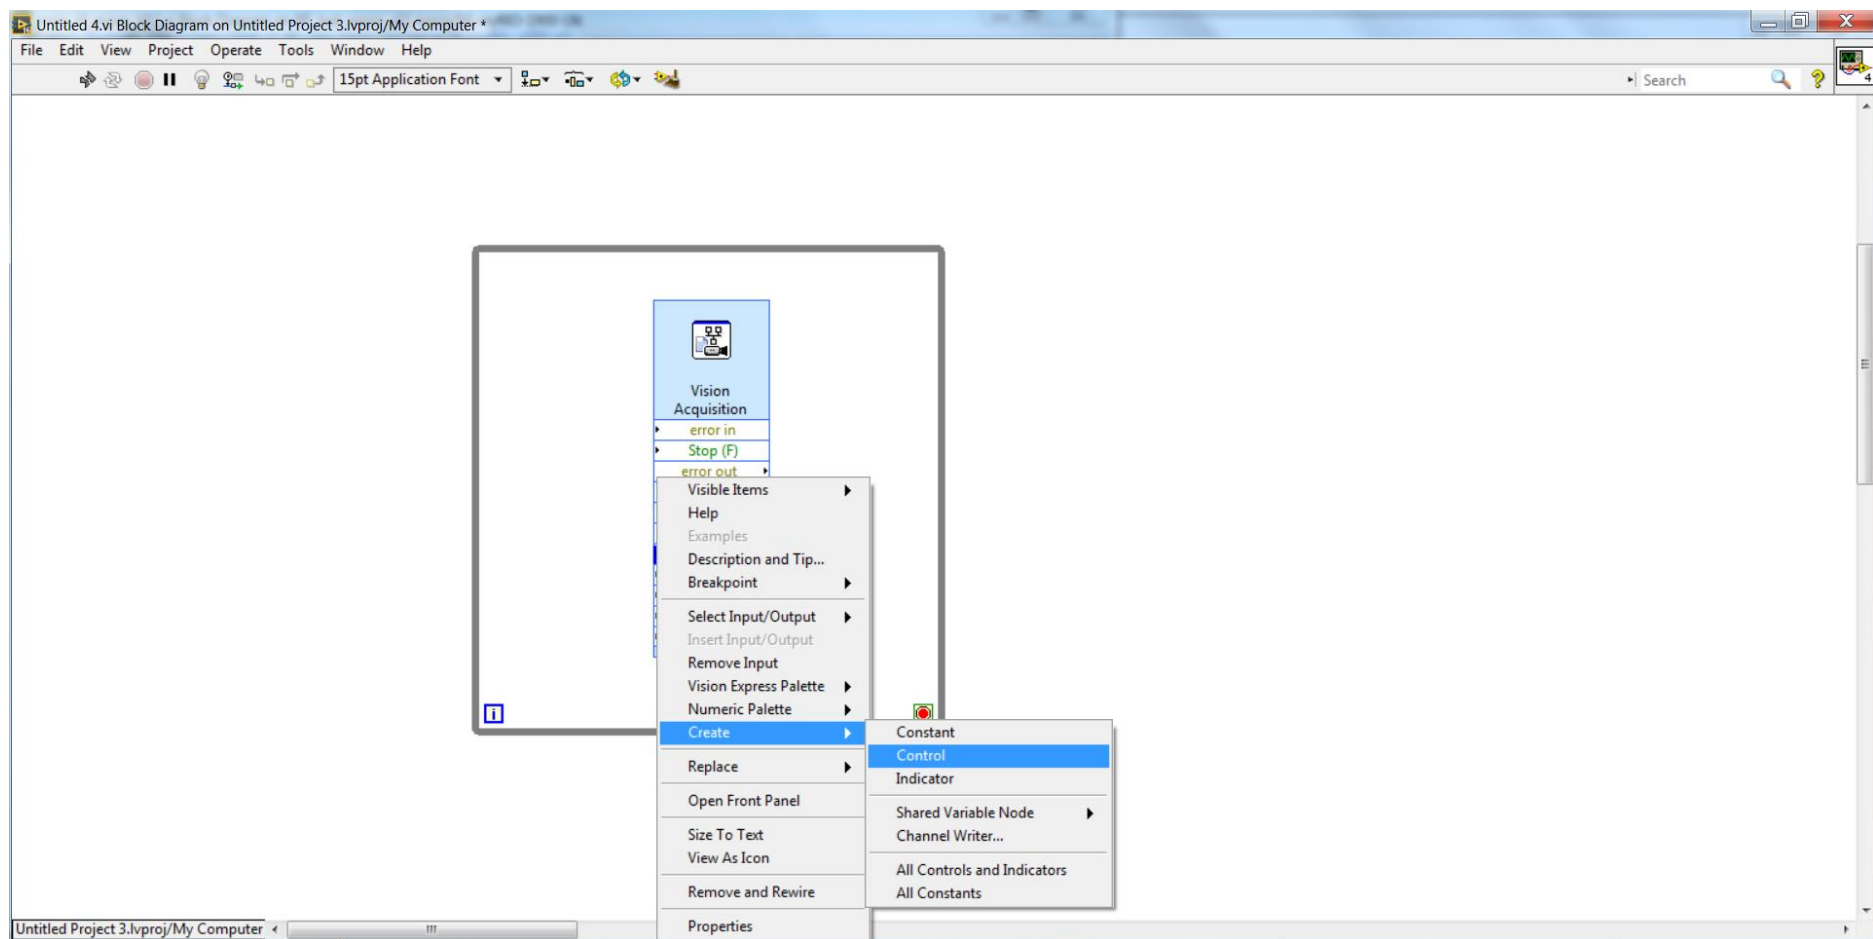 Untitled 4.vi Block Diagram on Untitled Project 3.lvproj/My Computer *
File Edit View Project Operate Tools Window Help
15pt Application Font
Search
4
Vision
Acquisition
error in
Stop (F)
error out
Visible Items
Help
Examples
Description and Tip...
Breakpoint
Select Input/Output
Insert Input/Output
Remove Input
Vision Express Palette
Numeric Palette
i
Create
Constant
Control
Indicator
Replace
Open Front Panel
Shared Variable Node
Size To Text
Channel Writer...
View As Icon
All Controls and Indicators
Remove and Rewire
All Constants
Properties
Untitled Project 3.lvproj/My Computer